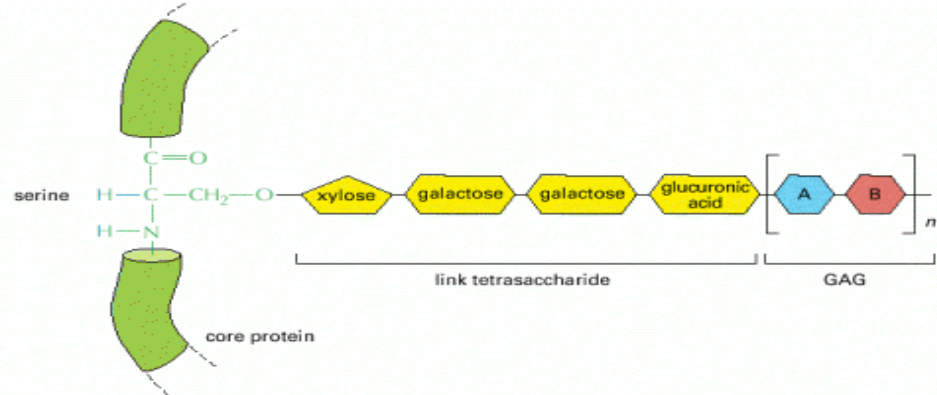 C=O
serine
H—C—CH₂—O
xylose
galactose
galactose
glucuronic
acid
A
B
n
H—N
link tetrasaccharide
GAG
core protein